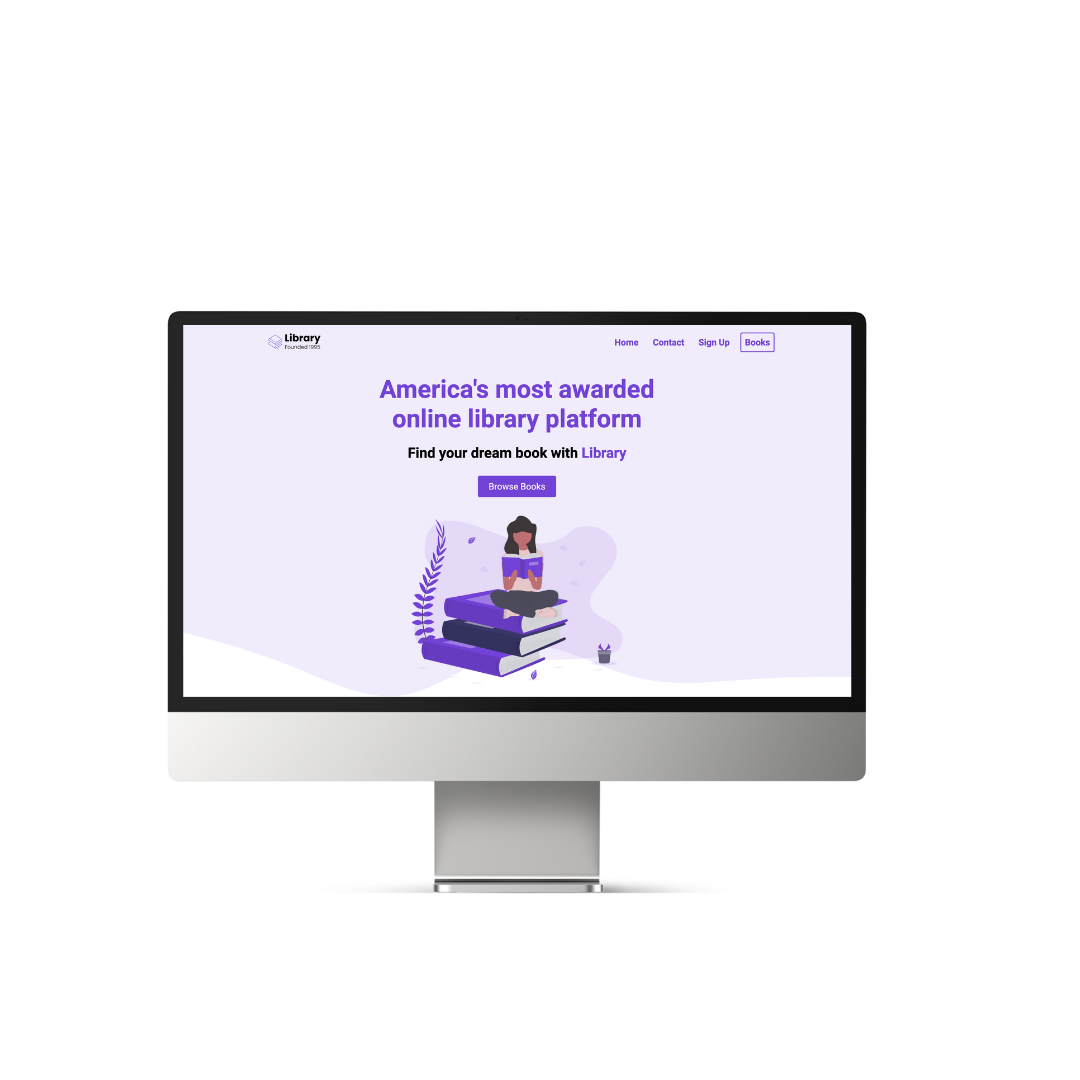 Library
Founded 1995
Home
Contact
Sign Up
Books
America's most awarded
online library platform
Find your dream book with Library
Browse Books